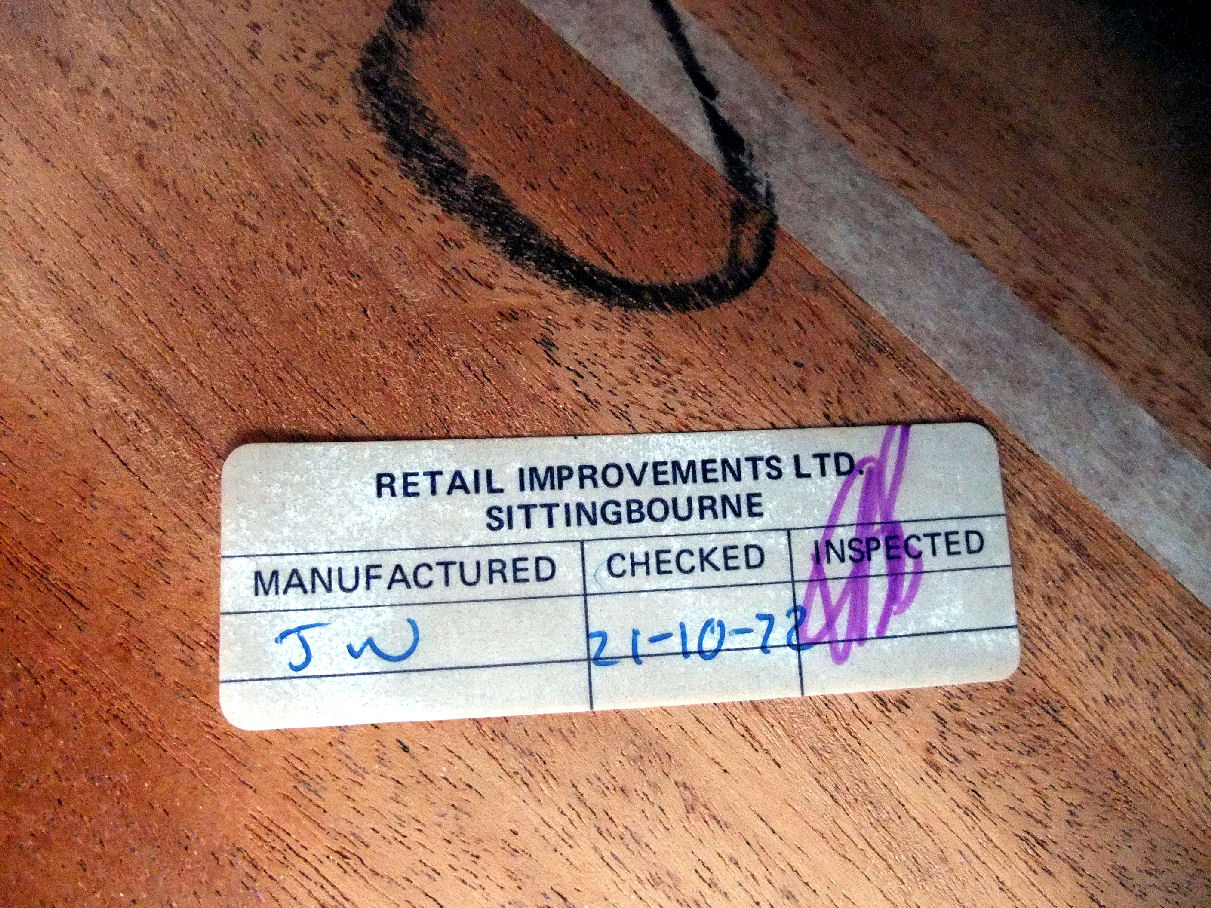 RETAIL IMPROVEMENTS LTD.
SITTINGBOURNE
MANUFACTURED CHECKED INSPECTED
JW 21-10-72